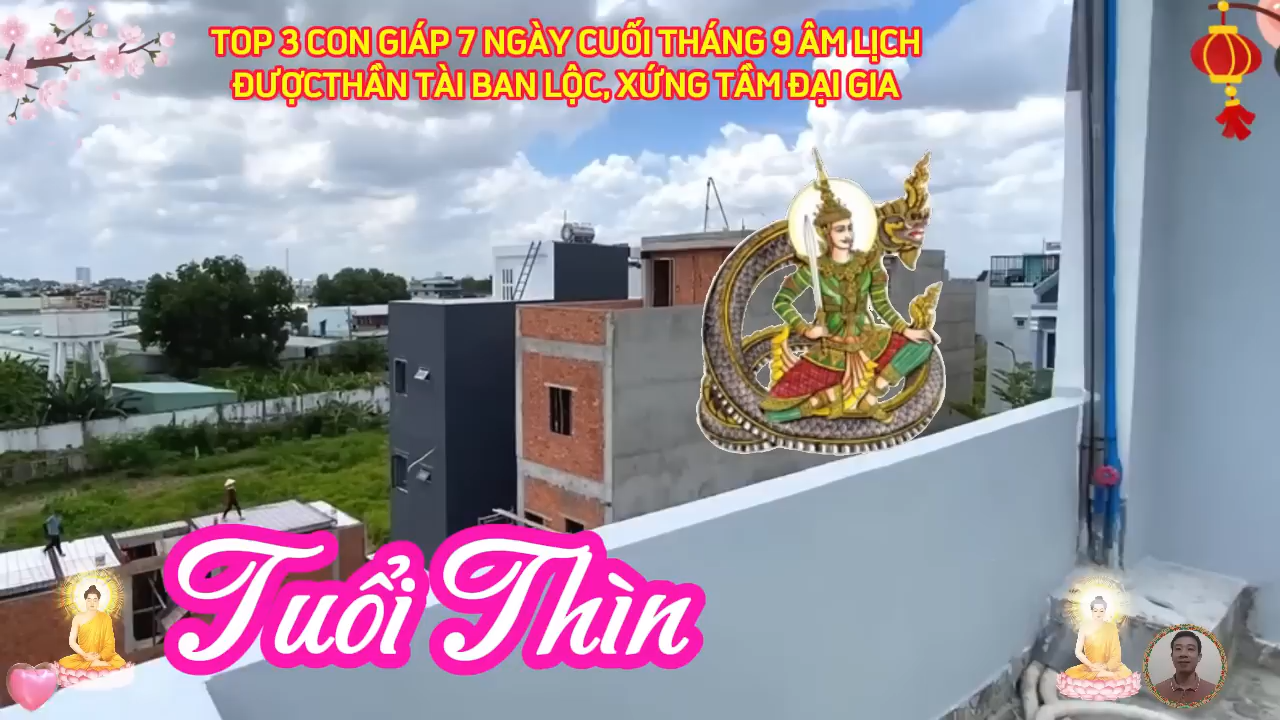 TOP 3 CON GIÁP 7 NGÀY CUỐI THÁNG 9 ÂM LỊCH
ĐƯỢCTHẦN TÀI BAN LỘC, XỨNG TẦM ĐẠI GIA
Tuổi Thìn